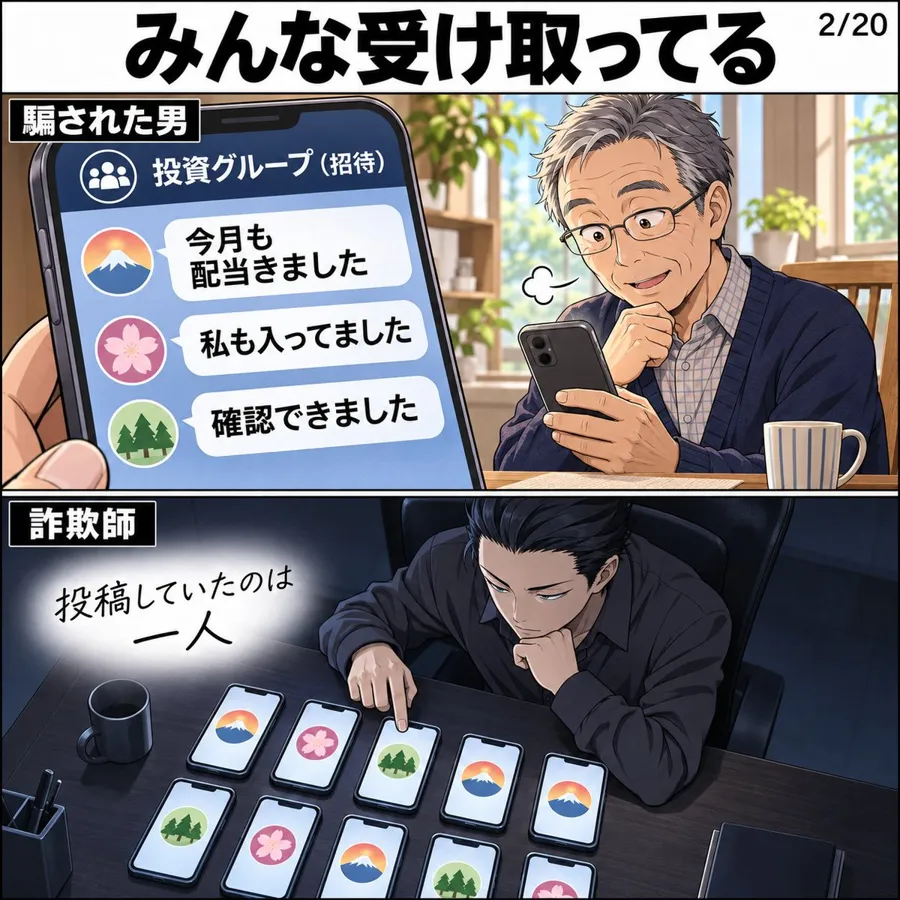 みんな受け取ってる
2/20
騙された男
投資グループ(招待)
今月も
配当きました
私も入ってました
確認できました
詐欺師
投稿していたのは
一人